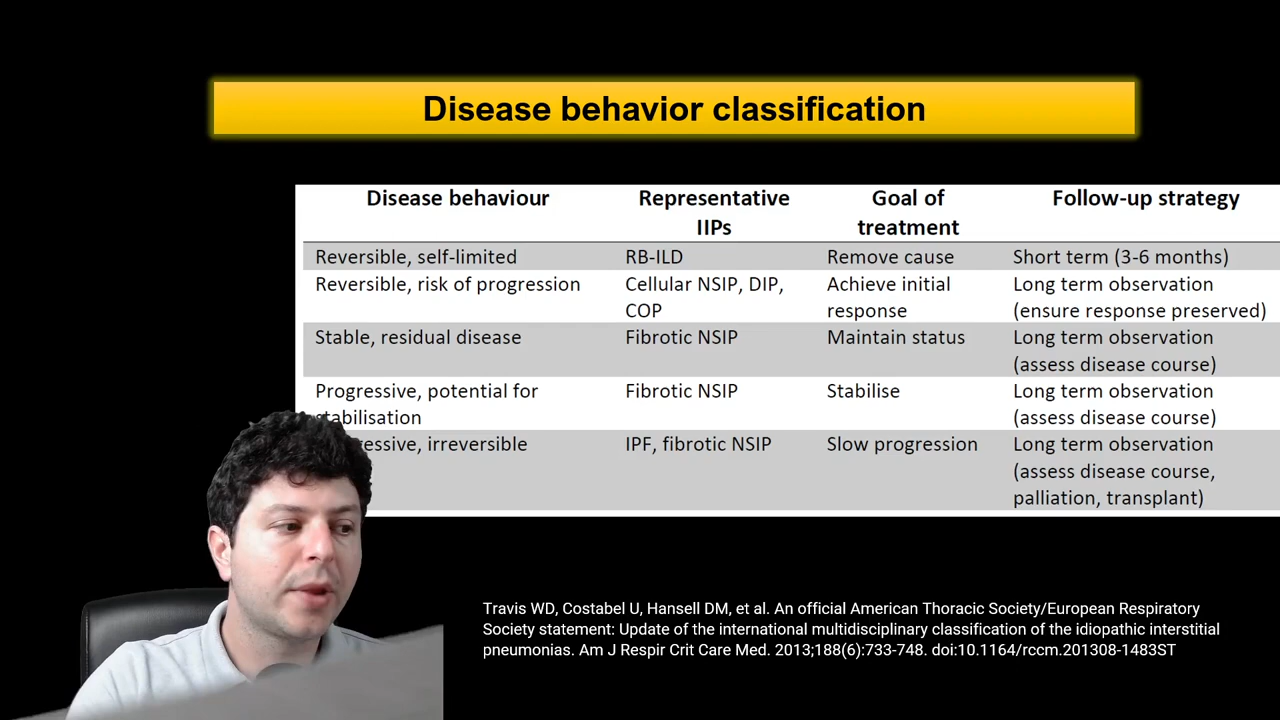 Disease behavior classification
Disease behaviour Representative Goal of Follow-up strategy
IIPs treatment
Reversible, self-limited RB-ILD Remove cause Short term (3-6 months)
Reversible, risk of progression Cellular NSIP, DIP, Achieve initial Long term observation
COP response (ensure response preserved)
Stable, residual disease Fibrotic NSIP Maintain status Long term observation
(assess disease course)
Progressive, potential for Fibrotic NSIP Stabilise Long term observation
stabilisation (assess disease course)
irreversible IPF, fibrotic NSIP Slow progression Long term observation
(assess disease course,
palliation, transplant)
Travis WD, Costabel U, Hansell DM, et al. An official American Thoracic Society/European Respiratory
Society statement: Update of the international multidisciplinary classification of the idiopathic interstitial
pneumonias. Am J Respir Crit Care Med. 2013;188(6):733-748. doi:10.1164/rccm.201308-1483ST